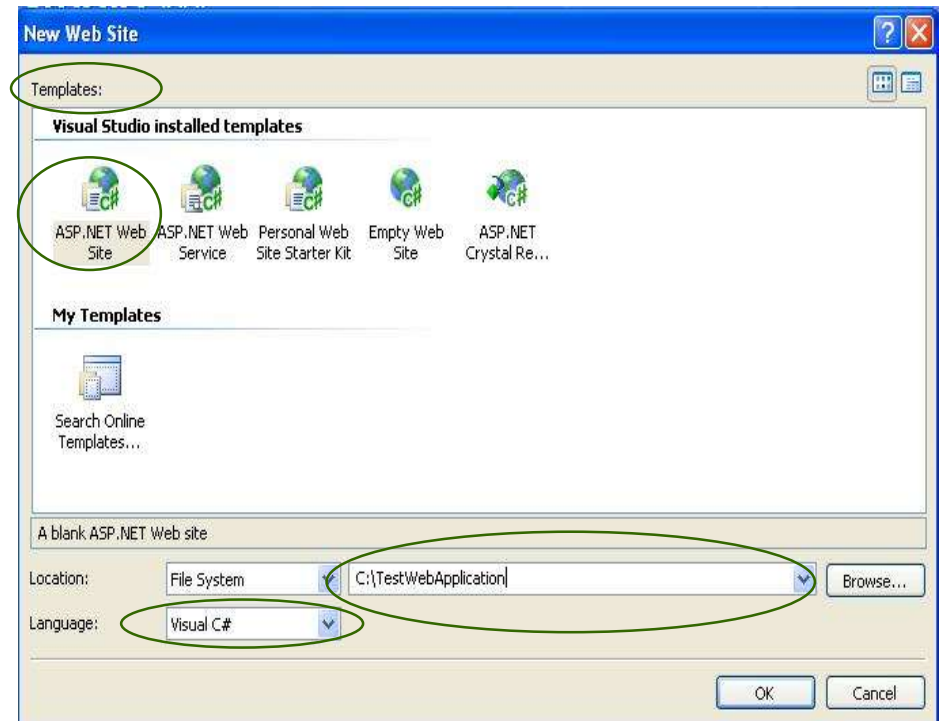 New Web Site
Templates:
Visual Studio installed templates
ASP.NET Web Site
ASP.NET Web Service
Personal Web Site Starter Kit
Empty Web Site
ASP.NET Crystal Re...
My Templates
Search Online Templates...
A blank ASP.NET Web site
Location:
File System
C:\TestWebApplication
Browse...
Language:
Visual C#
OK
Cancel